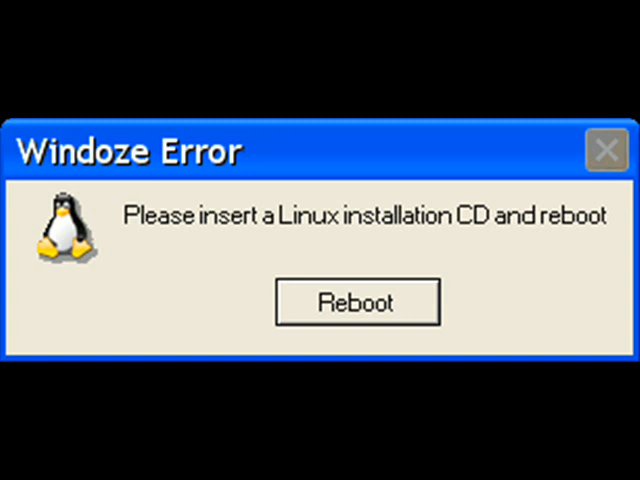 Windoze Error
Please insert a Linux installation CD and reboot
Reboot